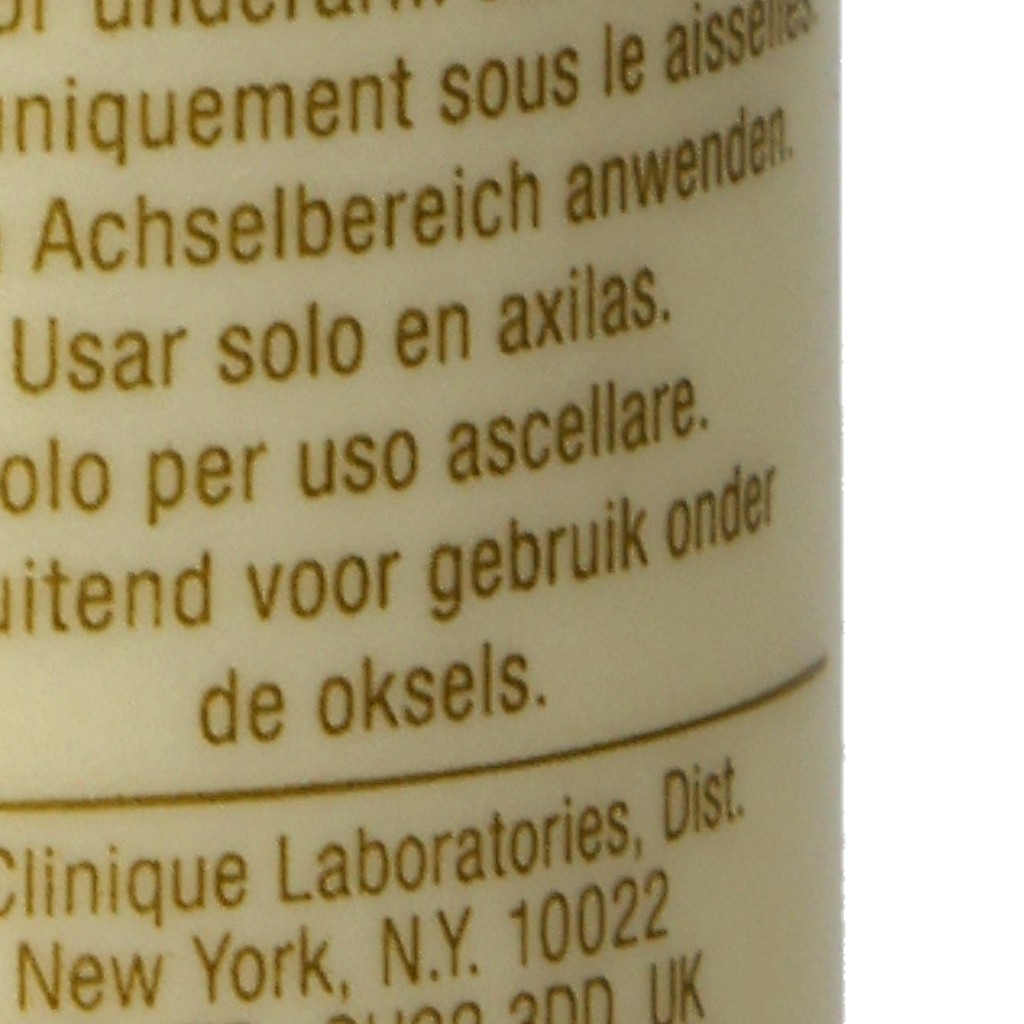 uniquement sous le aisselles.
Achselbereich anwenden.
Usar solo en axilas.
olo per uso ascellare.
uitend voor gebruik onder
de oksels.
Clinique Laboratories, Dist.
New York, N.Y. 10022
UK